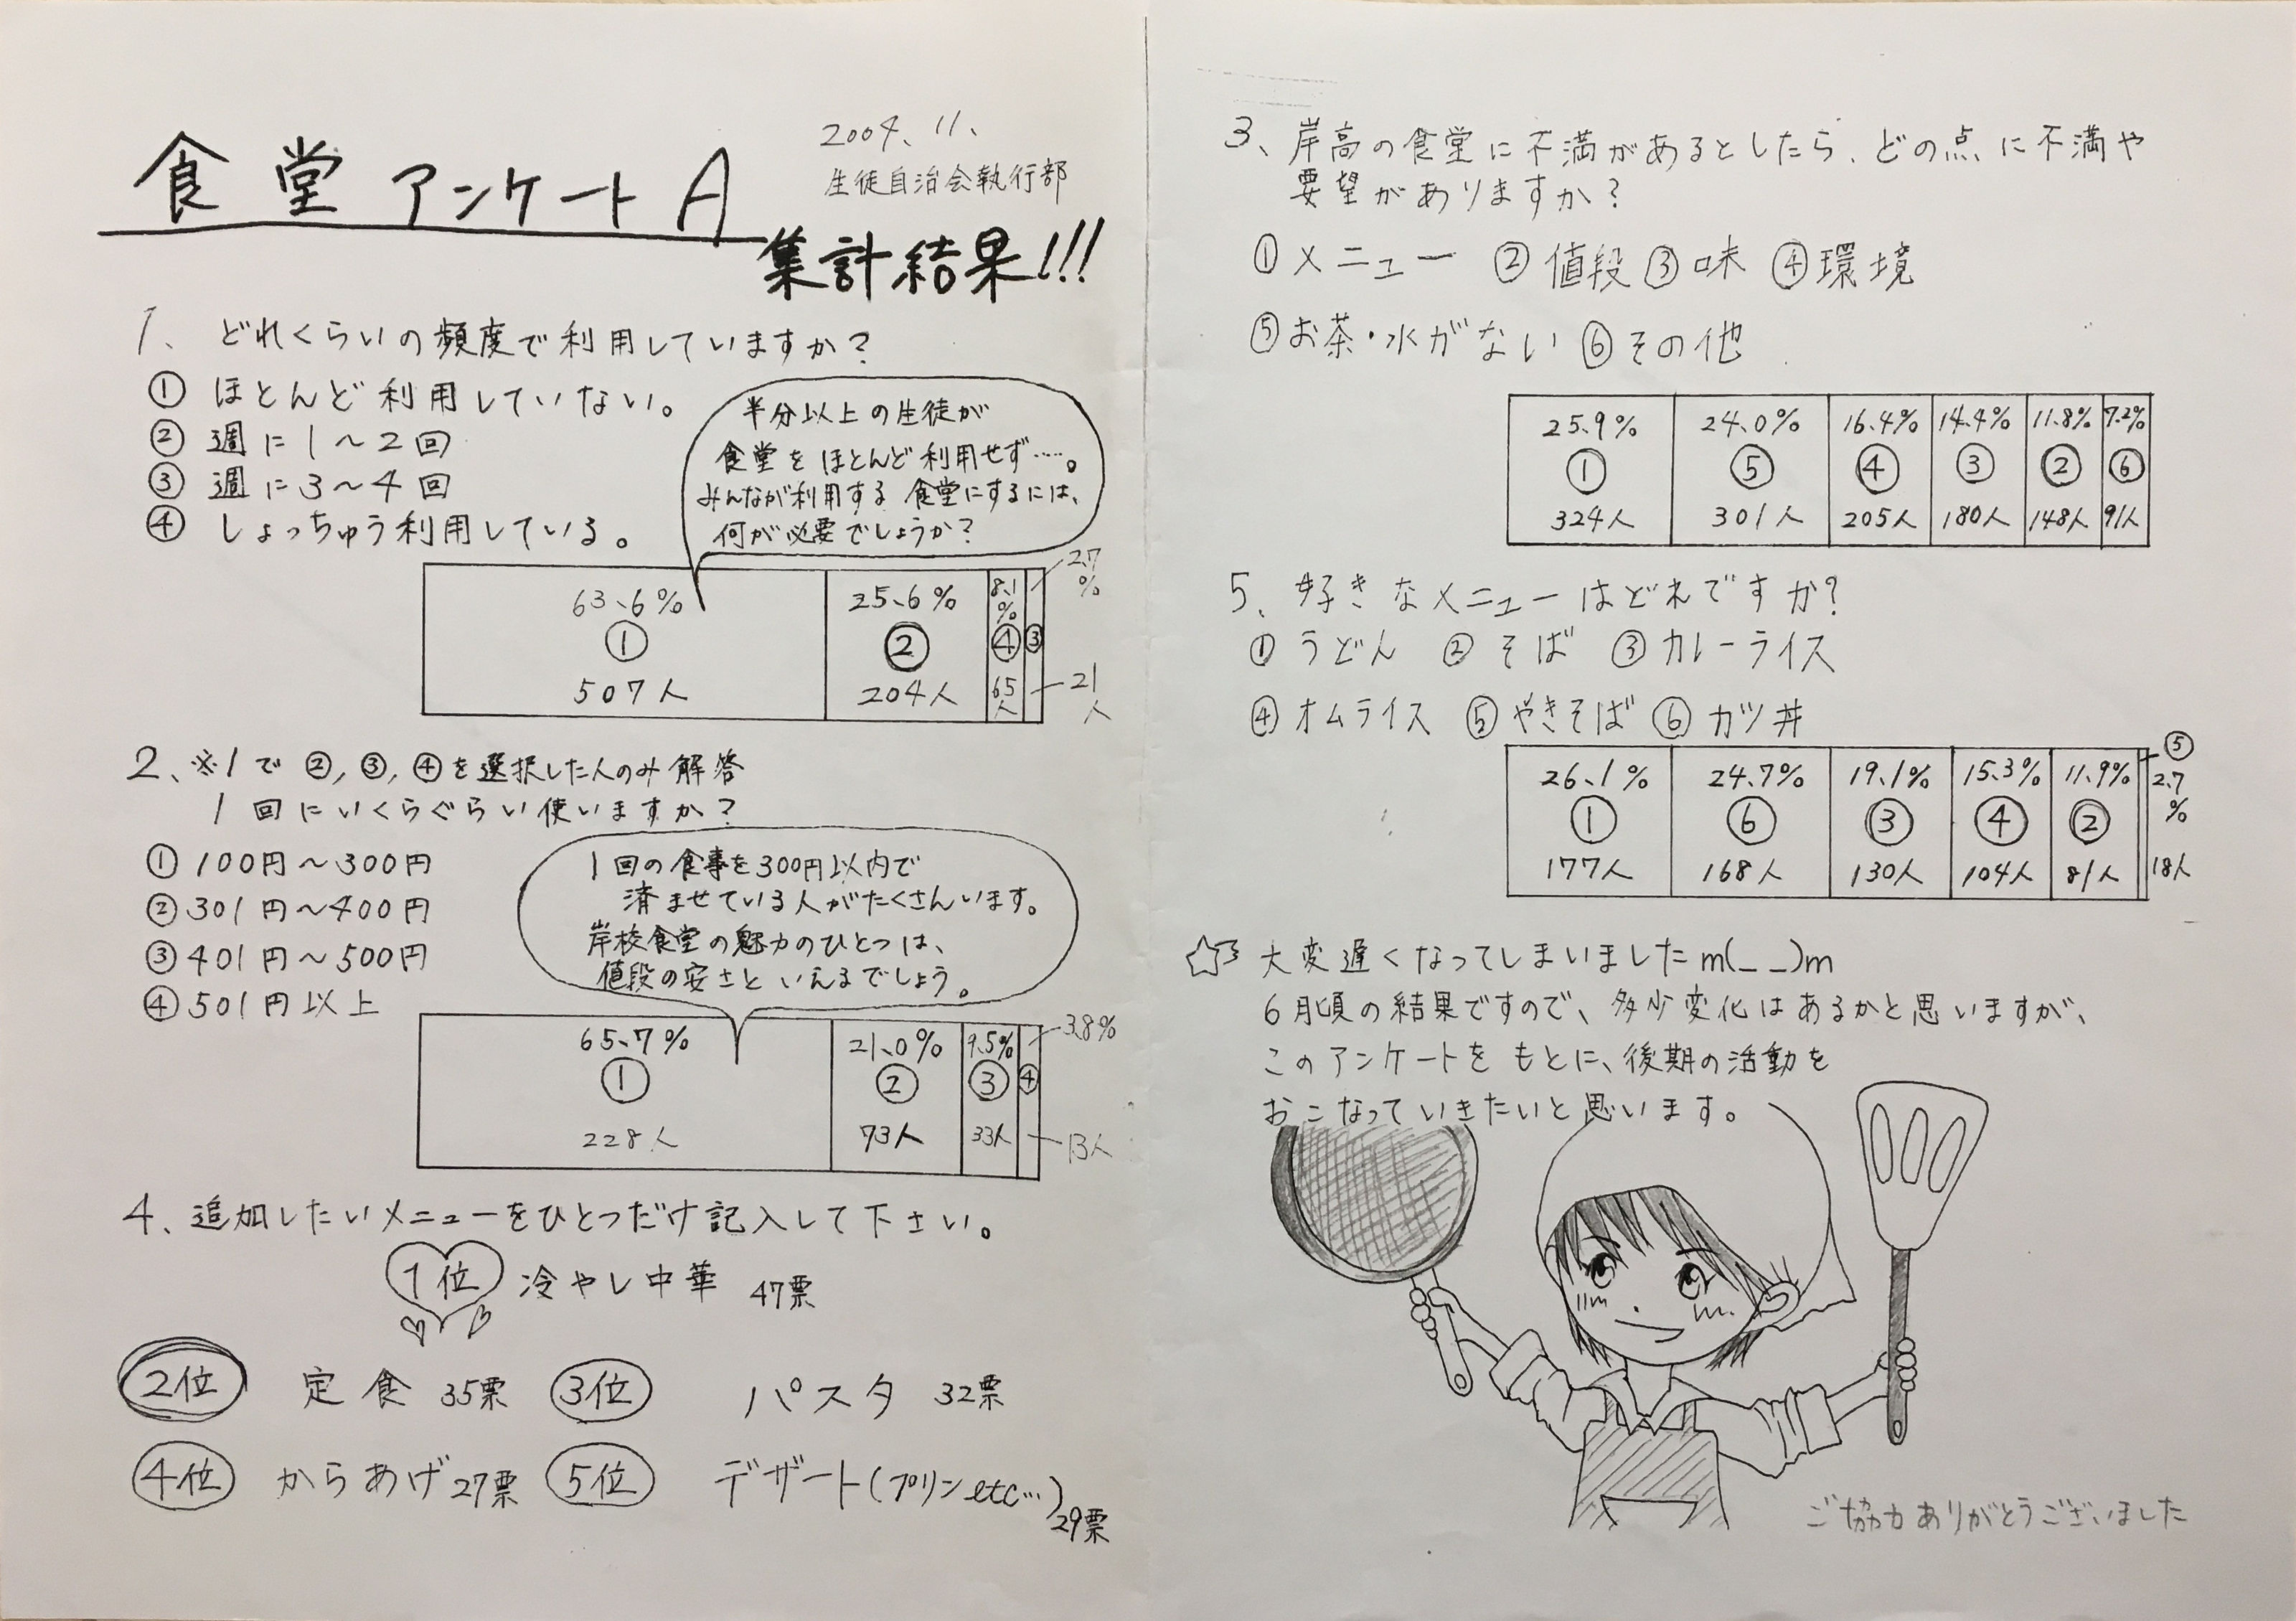 食堂アンケートA
2004、11、
生徒自治会執行部
集計結果!!!
1、どれくらいの頻度で利用していますか?
① ほとんど利用していない。
② 週に1~2回
③ 週に3~4回
④ しょっちゅう利用している。
半分以上の生徒が
食堂をほとんど利用せず……。
みんなが利用する食堂にするには、
何が必要でしょうか?
63.6% 25.6% 8.1% 2.7%
① ② ④ ③
507人 204人 65人 21人
2、※1で②,③,④を選択した人のみ解答
1回にいくらぐらい使いますか?
① 100円~300円
② 301円~400円
③ 401円~500円
④ 501円以上
1回の食事を300円以内で
済ませている人がたくさんいます。
岸校食堂の魅力のひとつは、
値段の安さといえるでしょう。
65.7% 21.0% 9.5% 3.8%
① ② ③ ④
228人 73人 33人 13人
4、追加したいメニューをひとつだけ記入して下さい。
1位 冷やし中華 47票
2位 定食 35票 3位 パスタ 32票
4位 からあげ 27票 5位 デザート(プリンetc…) 29票
3、岸高の食堂に不満があるとしたら、どの点に不満や
要望がありますか?
①メニュー ②値段 ③味 ④環境
⑤お茶・水がない ⑥その他
25.9% 24.0% 16.4% 14.4% 11.8% 7.2%
① ⑤ ④ ③ ② ⑥
324人 301人 205人 180人 148人 91人
5、好きなメニューはどれですか?
① うどん ② そば ③ カレーライス
④ オムライス ⑤ やきそば ⑥ カツ丼
26.1% 24.7% 19.1% 15.3% 11.9% 2.7%
① ⑥ ③ ④ ② ⑤
177人 168人 130人 104人 81人 18人
☆ 大変遅くなってしまいましたm(_ _)m
6月頃の結果ですので、多少変化はあるかと思いますが、
このアンケートをもとに、後期の活動を
おこなっていきたいと思います。
ご協力ありがとうございました